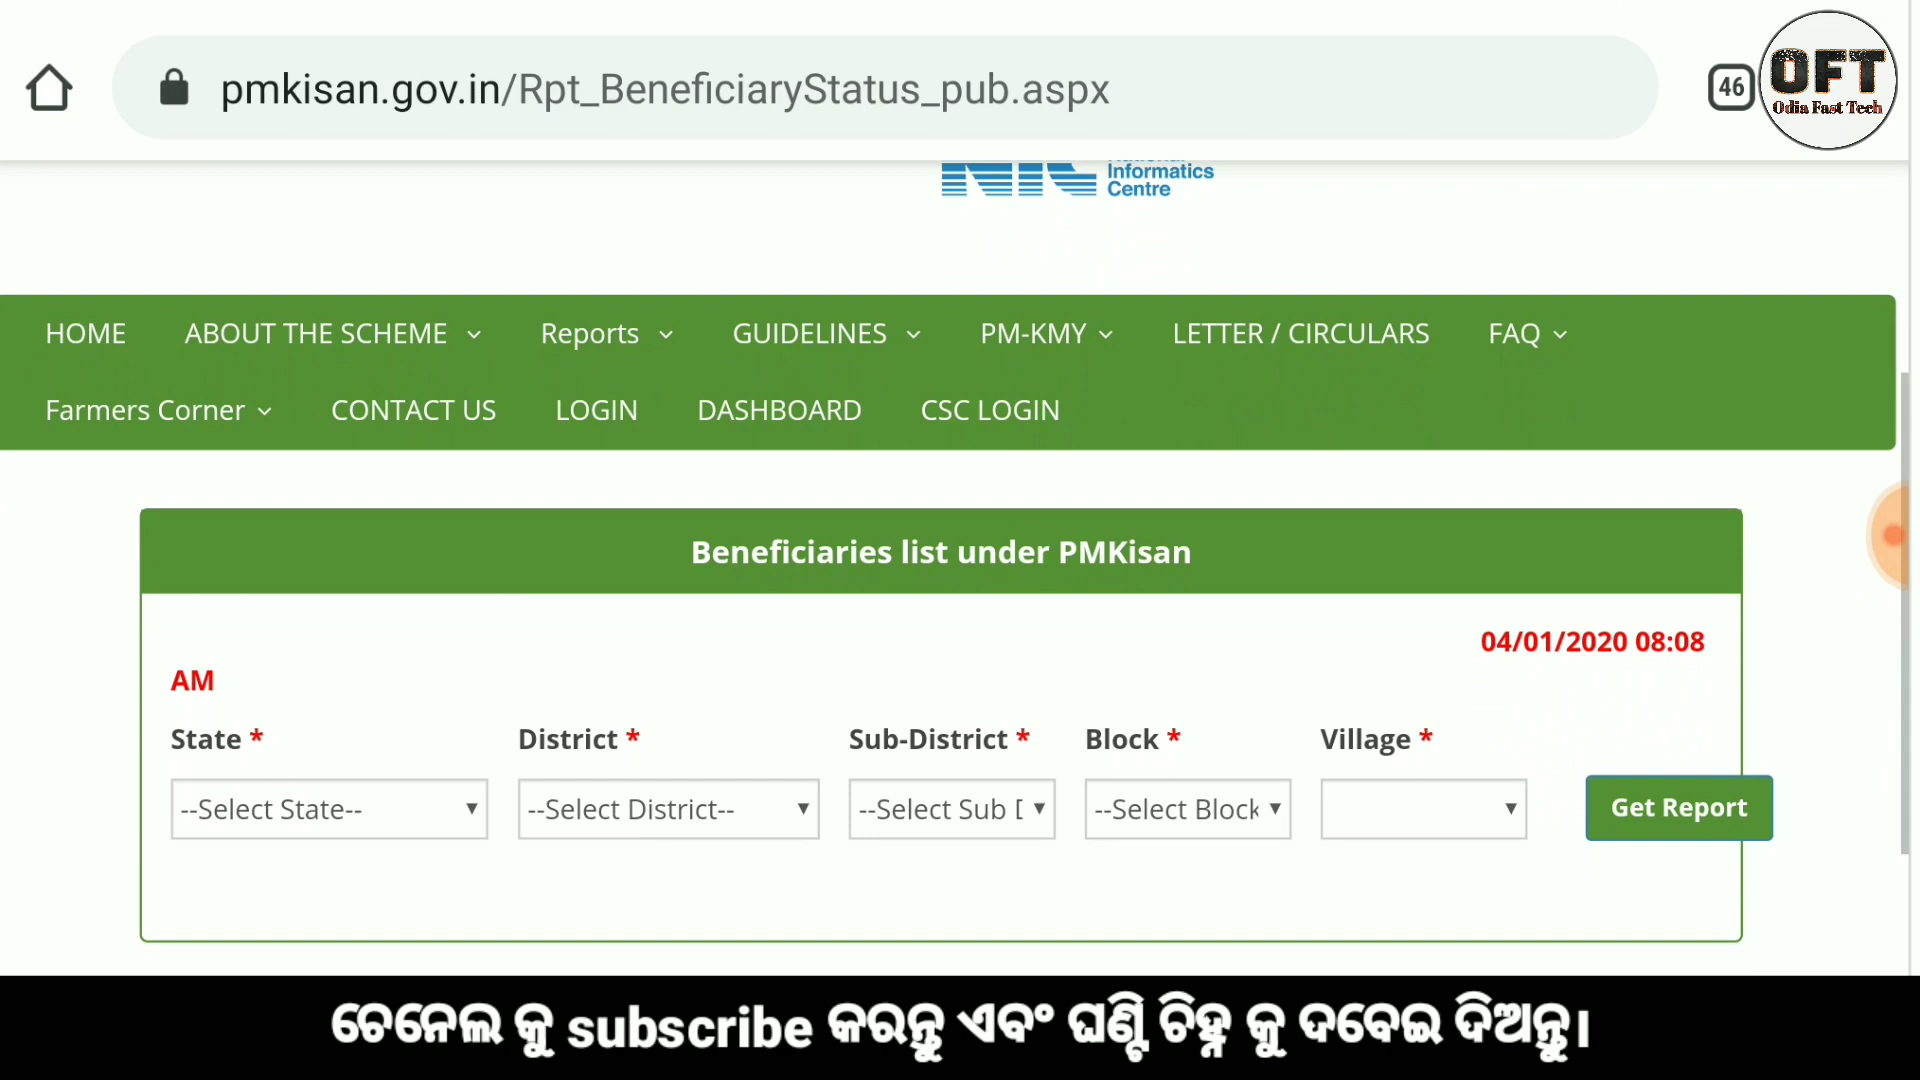 pmkisan.gov.in/Rpt_BeneficiaryStatus_pub.aspx
46
OFT
Odia Fast Tech
Informatics
Centre
HOME ABOUT THE SCHEME Reports GUIDELINES PM-KMY LETTER / CIRCULARS FAQ
Farmers Corner CONTACT US LOGIN DASHBOARD CSC LOGIN
Beneficiaries list under PMKisan
04/01/2020 08:08
AM
State * District * Sub-District * Block * Village *
--Select State-- --Select District-- --Select Sub --Select Block Get Report
ଚେନେଲ କୁ subscribe କରନ୍ତୁ ଏବଂ ଘଣ୍ଟି ଚିହ୍ନ କୁ ଦବେଇ ଦିଅନ୍ତୁ।